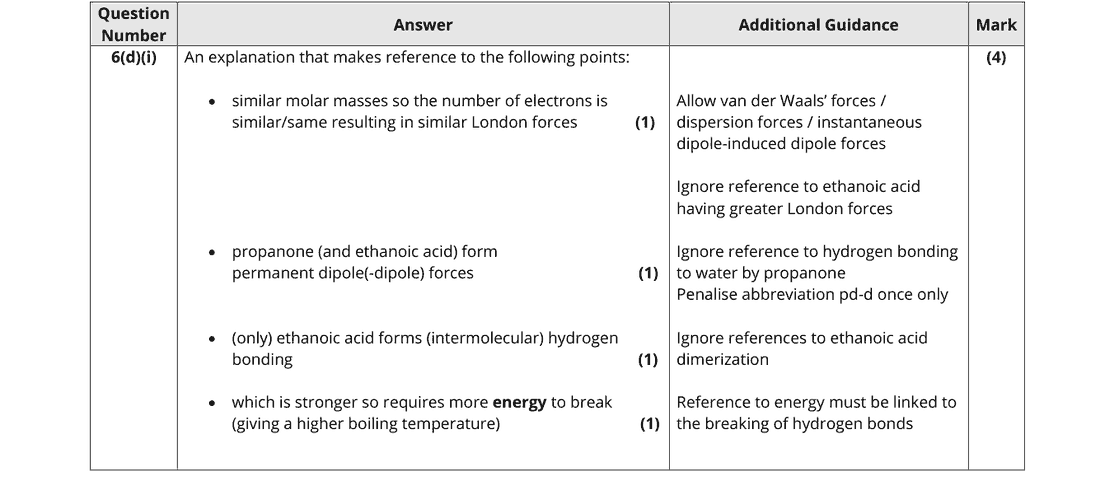 Question
Number
Answer
Additional Guidance
Mark
6(d)(i)
An explanation that makes reference to the following points:
(4)
• similar molar masses so the number of electrons is
similar/same resulting in similar London forces (1)
Allow van der Waals’ forces /
dispersion forces / instantaneous
dipole-induced dipole forces
Ignore reference to ethanoic acid
having greater London forces
• propanone (and ethanoic acid) form
permanent dipole(-dipole) forces (1)
Ignore reference to hydrogen bonding
to water by propanone
Penalise abbreviation pd-d once only
• (only) ethanoic acid forms (intermolecular) hydrogen
bonding (1)
Ignore references to ethanoic acid
dimerization
• which is stronger so requires more energy to break
(giving a higher boiling temperature) (1)
Reference to energy must be linked to
the breaking of hydrogen bonds